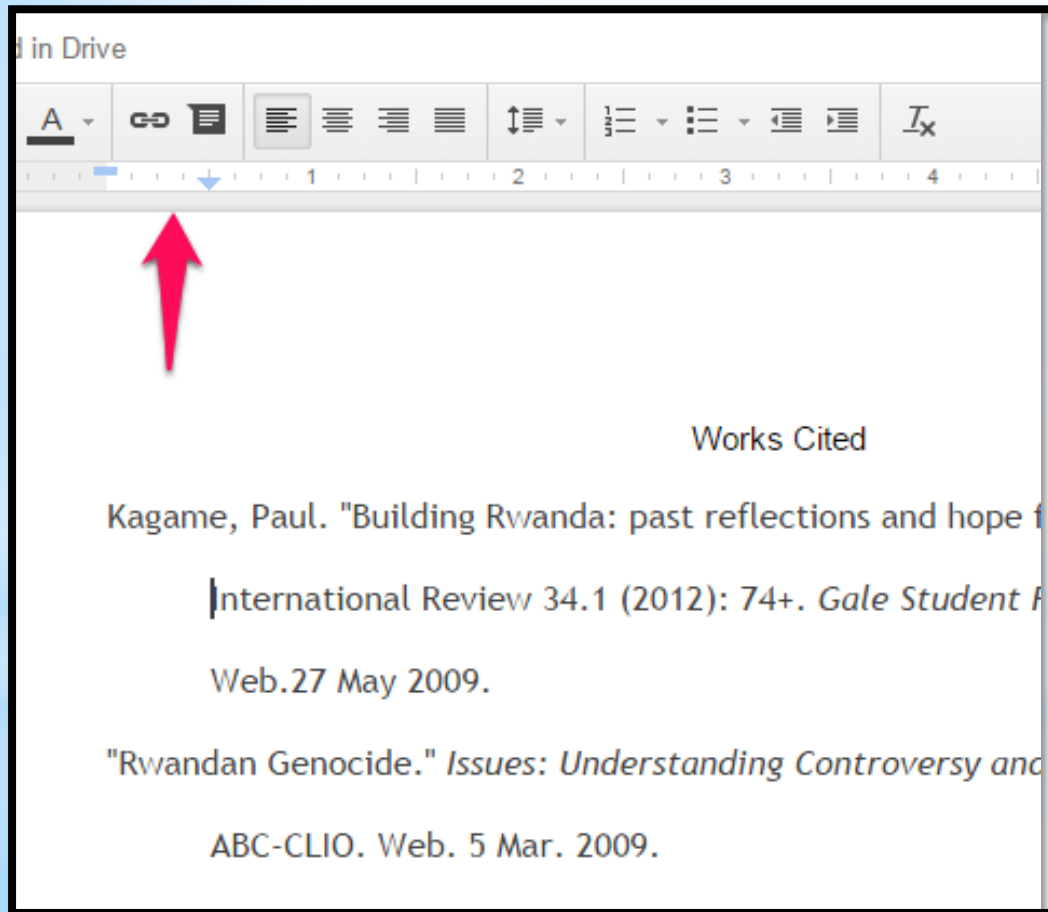 d in Drive
A
1 2 3 4
Works Cited
Kagame, Paul. "Building Rwanda: past reflections and hope
International Review 34.1 (2012): 74+. Gale Student
Web.27 May 2009.
"Rwandan Genocide." Issues: Understanding Controversy and
ABC-CLIO. Web. 5 Mar. 2009.